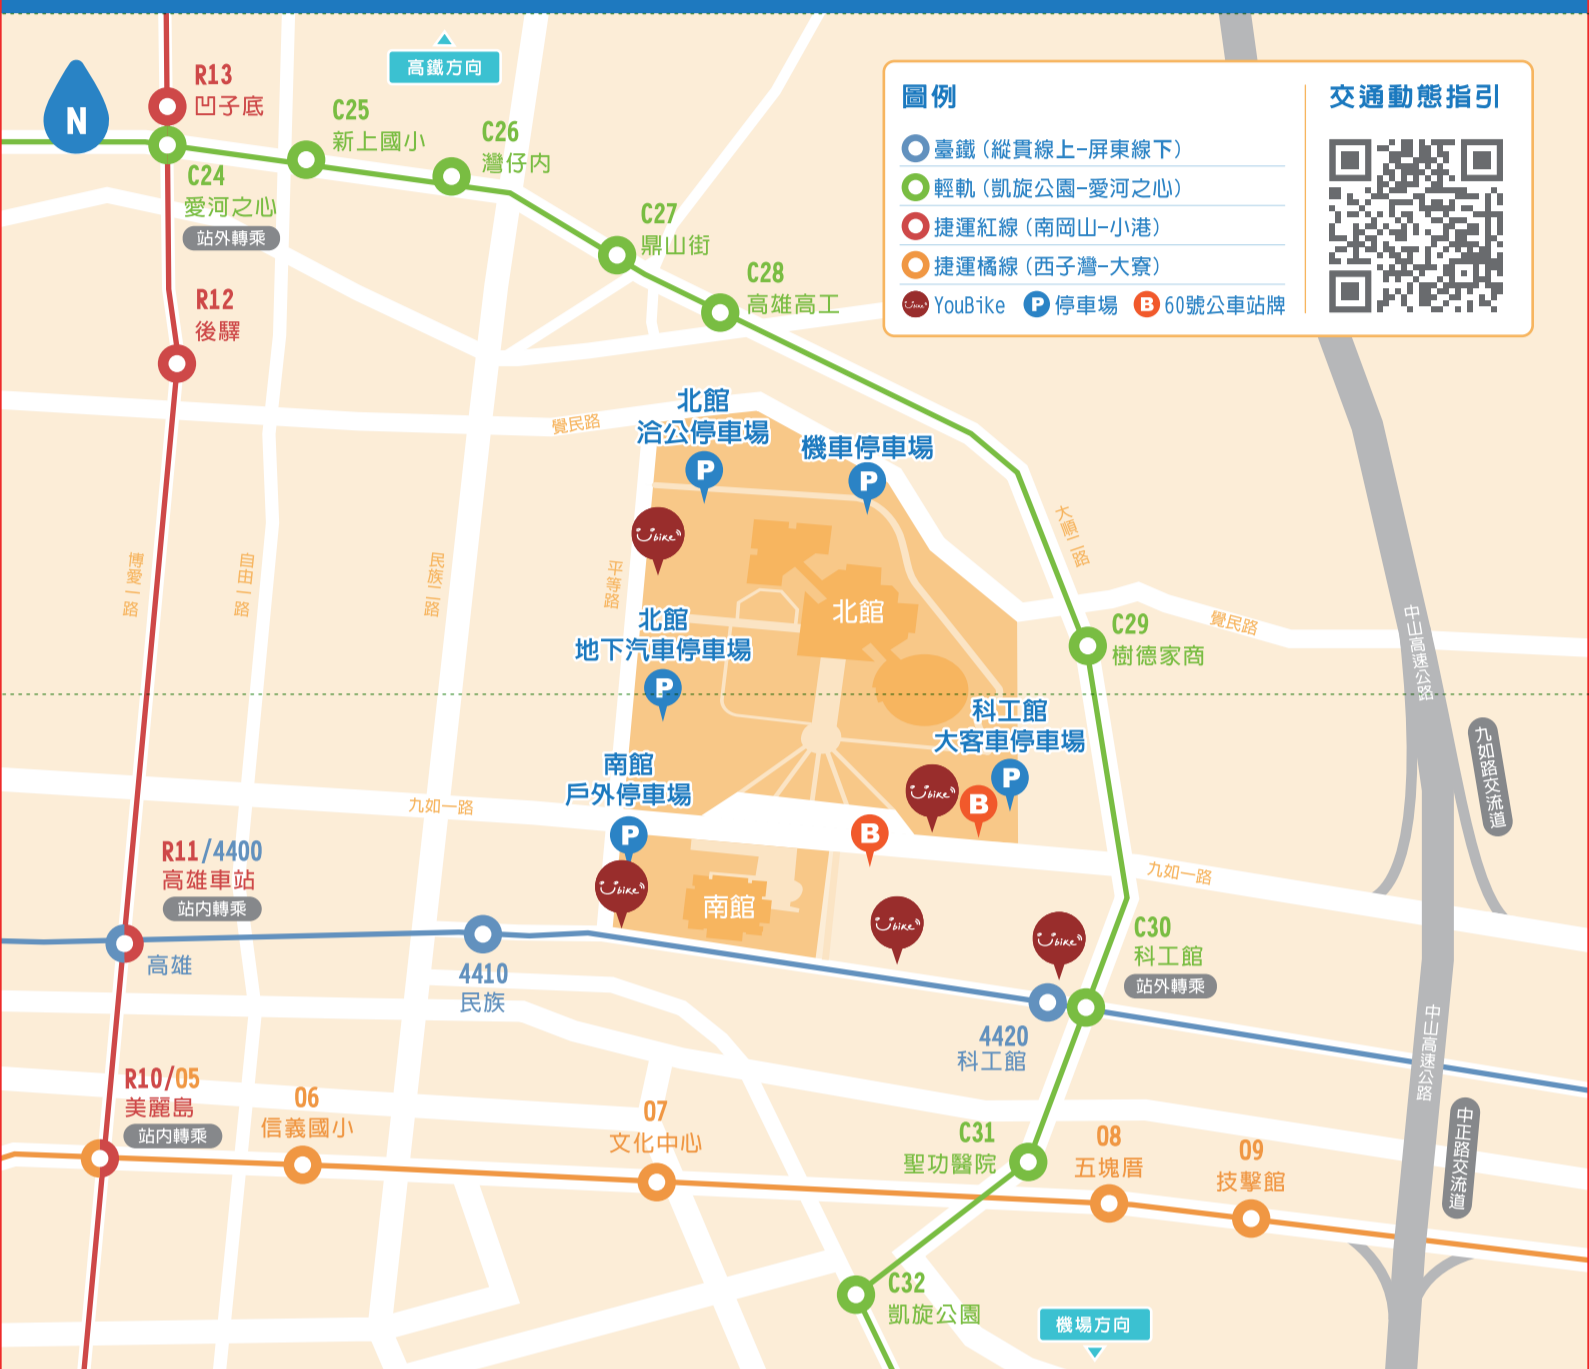 高鐵方向
N
R13
凹子底
C24
愛河之心
站外轉乘
C25
新上國小
C26
灣仔內
C27
鼎山街
C28
高雄高工
圖例
臺鐵 (縱貫線上-屏東線下)
輕軌 (凱旋公園-愛河之心)
捷運紅線 (南岡山-小港)
捷運橘線 (西子灣-大寮)
YouBike
P 停車場
B 60號公車站牌
交通動態指引
R12
後驛
覺民路
北館
洽公停車場
P
機車停車場
P
Ubike
大順二路
博愛一路
自由一路
民族二路
平等路
北館
北館
地下汽車停車場
P
C29
樹德家商
覺民路
中山高速公路
科工館
大客車停車場
P
九如路交流道
南館
戶外停車場
P
Ubike
B
B
九如一路
九如一路
R11/4400
高雄車站
站內轉乘
高雄
Ubike
南館
Ubike
Ubike
C30
科工館
站外轉乘
4410
民族
4420
科工館
中山高速公路
R10/O5
美麗島
站內轉乘
O6
信義國小
O7
文化中心
C31
聖功醫院
O8
五塊厝
O9
技擊館
中正路交流道
C32
凱旋公園
機場方向